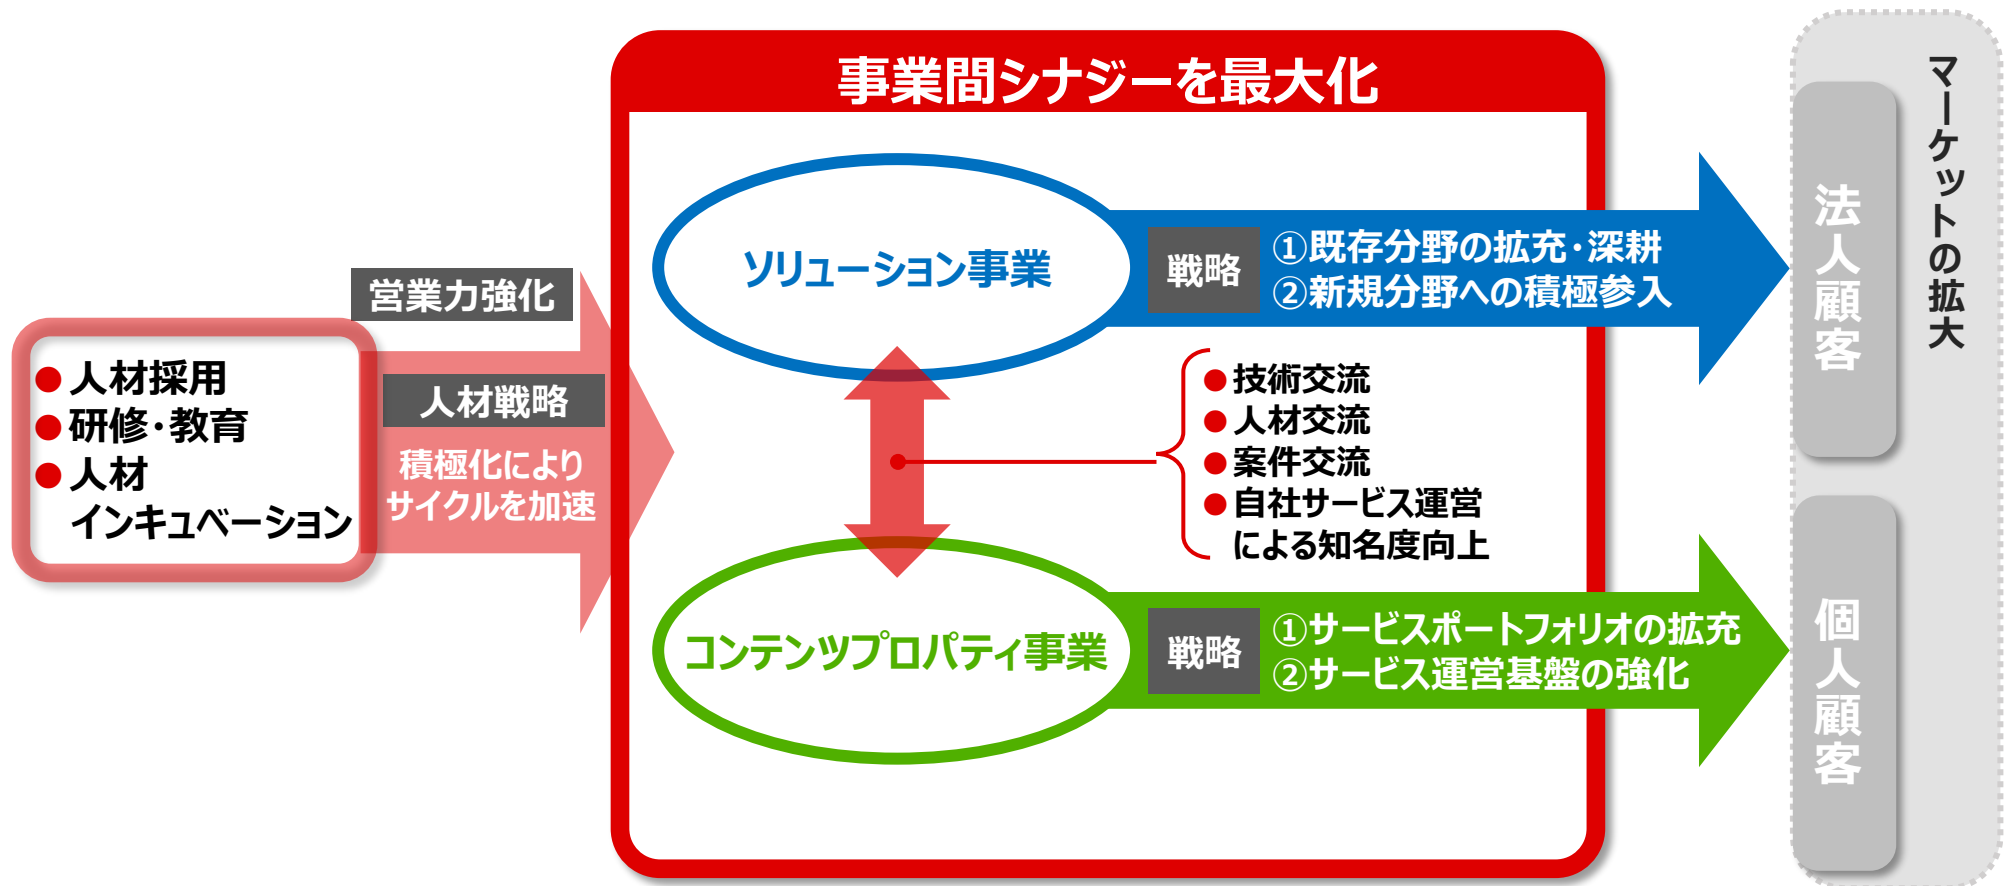 事業間シナジーを最大化
営業力強化
人材戦略
積極化により
サイクルを加速
●人材採用
●研修・教育
●人材
インキュベーション
ソリューション事業
戦略
①既存分野の拡充・深耕
②新規分野への積極参入
●技術交流
●人材交流
●案件交流
●自社サービス運営
による知名度向上
コンテンツプロパティ事業
戦略
①サービスポートフォリオの拡充
②サービス運営基盤の強化
法人顧客
個人顧客
マーケットの拡大